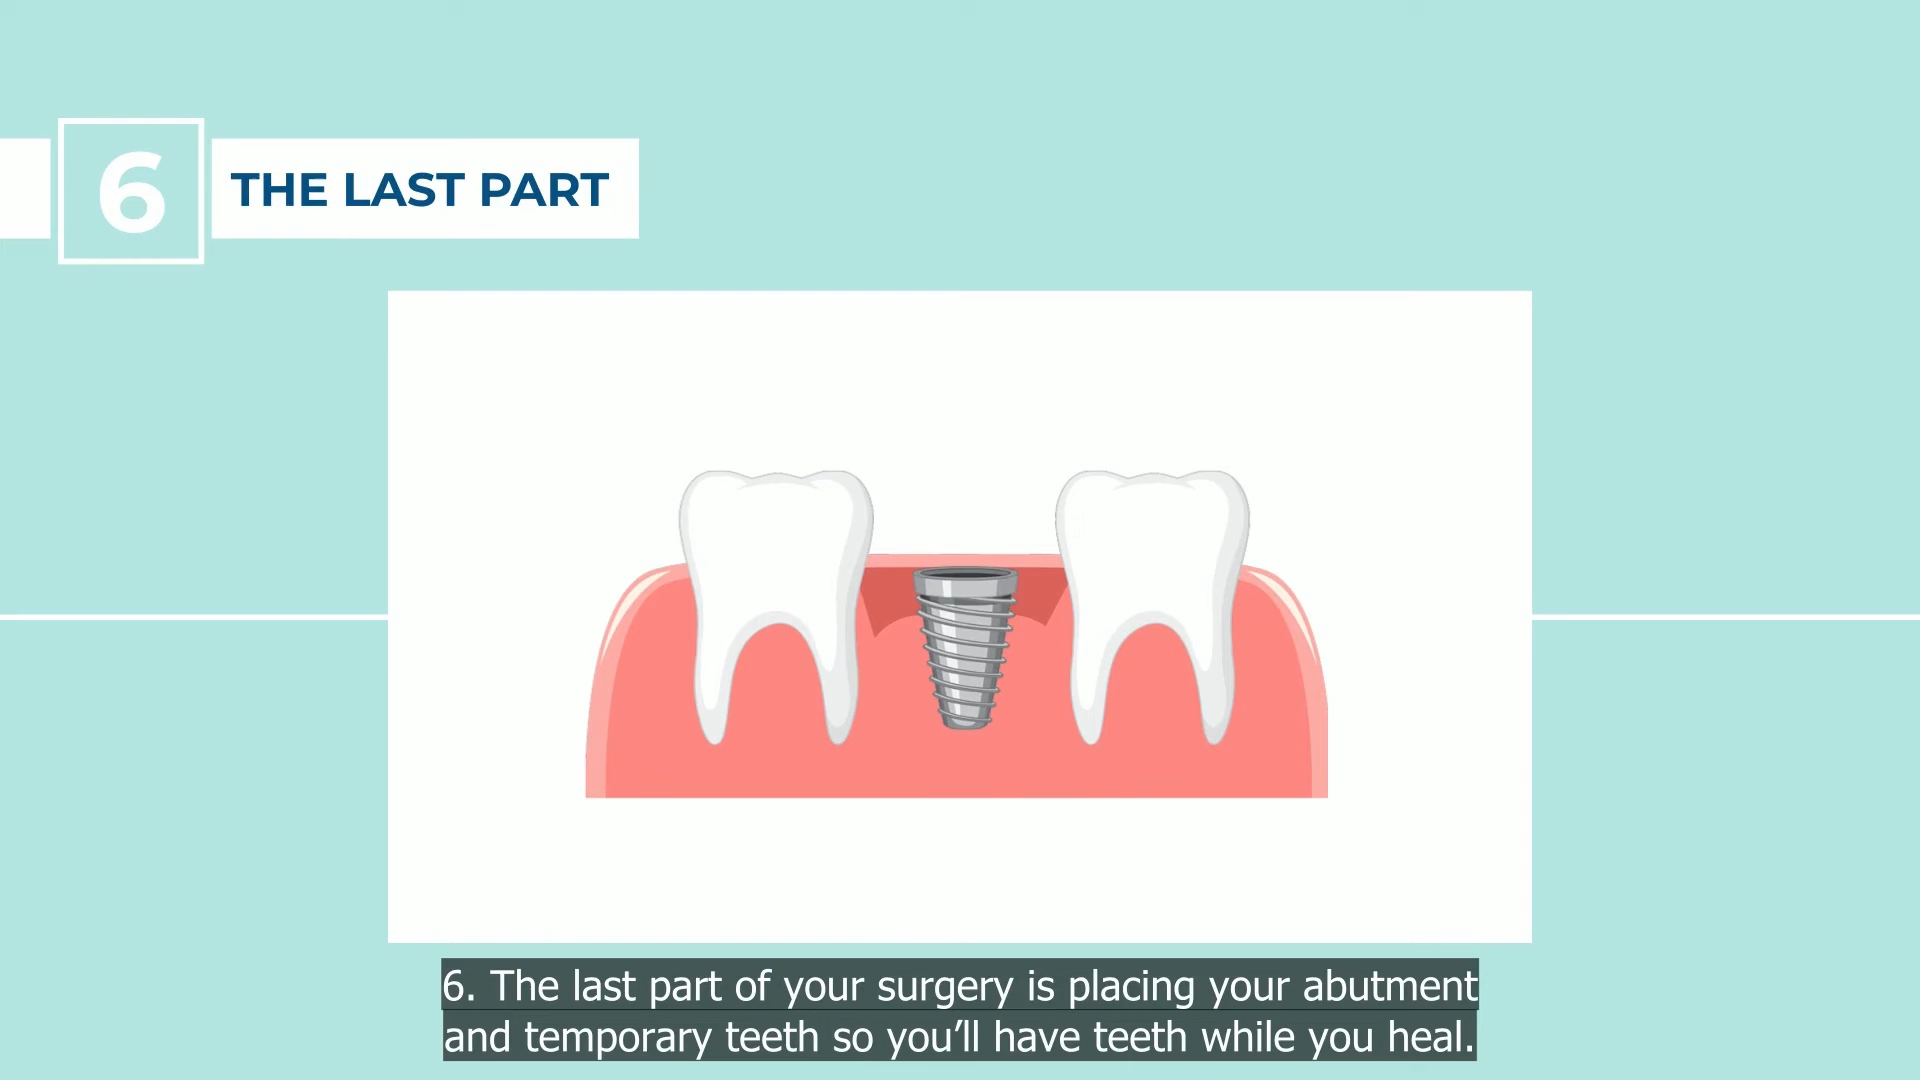 6
THE LAST PART
6. The last part of your surgery is placing your abutment
and temporary teeth so you’ll have teeth while you heal.